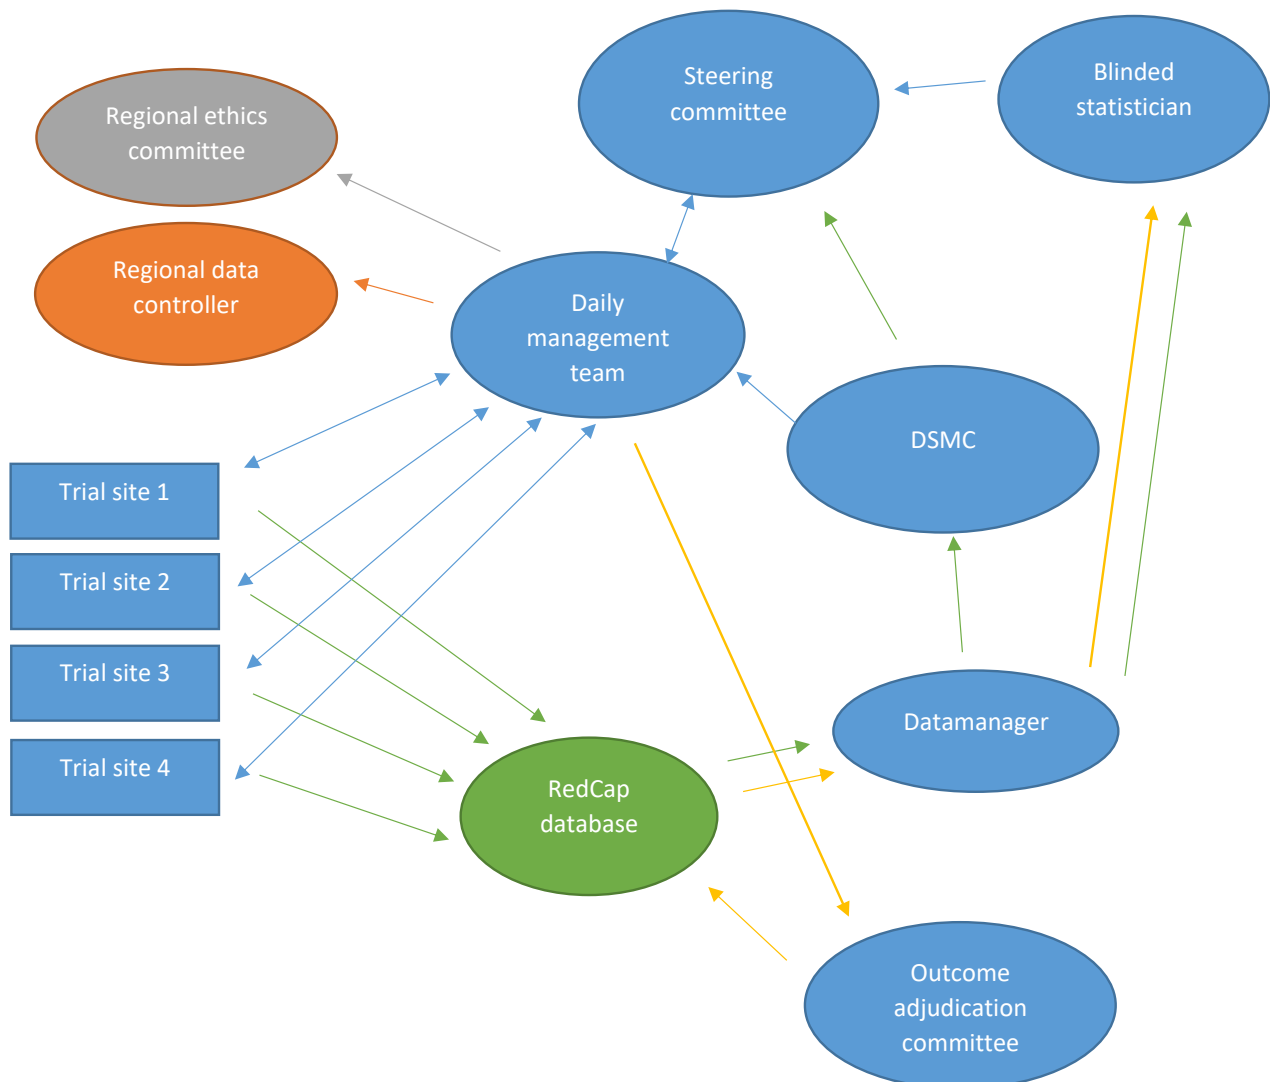 Steering
committee
Blinded
statistician
Regional ethics
committee
Regional data
controller
Daily
management
team
DSMC
Trial site 1
Trial site 2
Trial site 3
Trial site 4
Datamanager
RedCap
database
Outcome
adjudication
committee